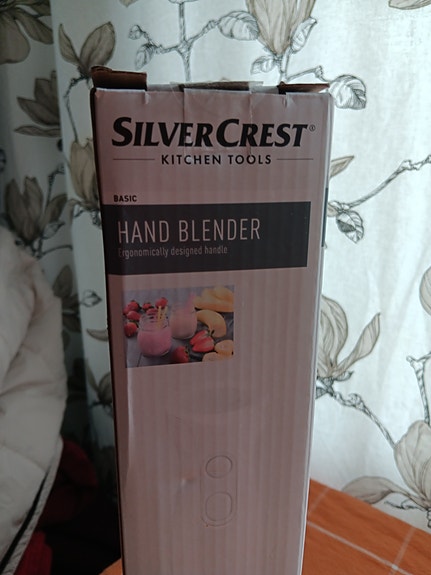 SILVERCREST®
KITCHEN TOOLS
BASIC
HAND BLENDER
Ergonomically designed handle